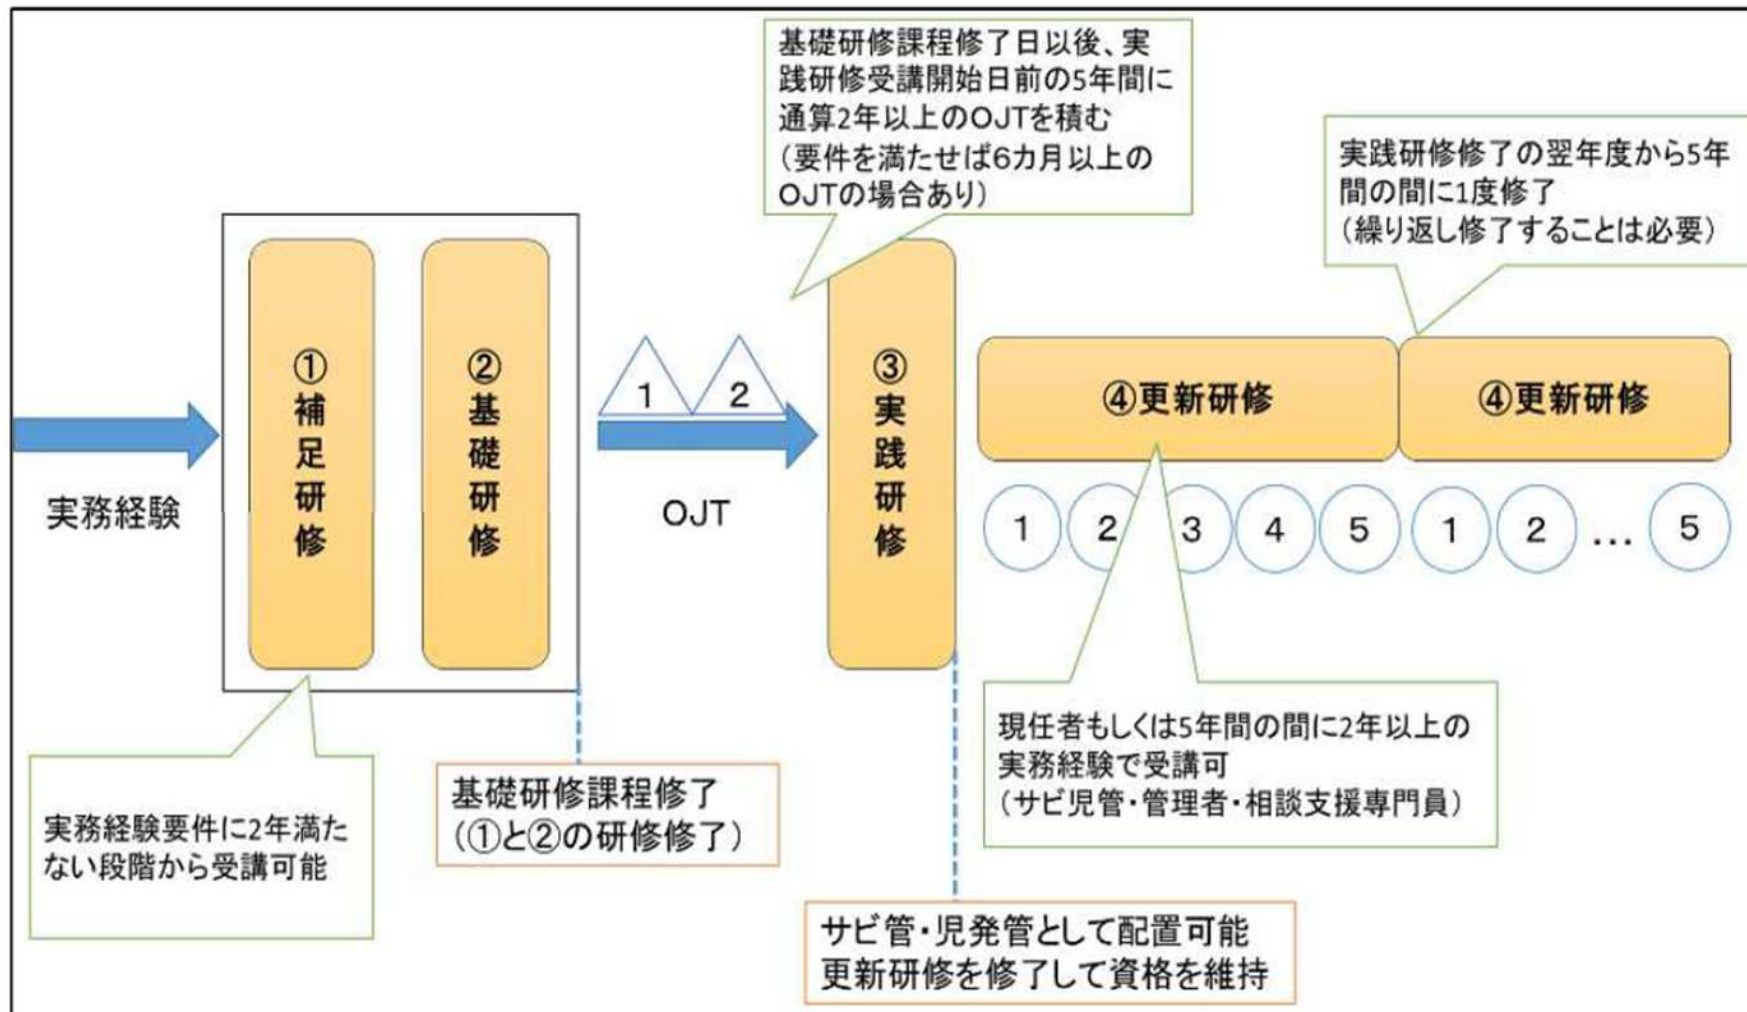 基礎研修課程修了日以後、実
践研修受講開始日前の5年間に
通算2年以上のOJTを積む
（要件を満たせば6カ月以上の
OJTの場合あり）
実践研修修了の翌年度から5年
間の間に1度修了
（繰り返し修了することは必要）
実務経験
①補足研修
②基礎研修
1
2
OJT
③実践研修
④更新研修
④更新研修
1
2
3
4
5
1
2
…
5
実務経験要件に2年満た
ない段階から受講可能
基礎研修課程修了
（①と②の研修修了）
現任者もしくは5年間の間に2年以上の
実務経験で受講可
（サビ児管・管理者・相談支援専門員）
サビ管・児発管として配置可能
更新研修を修了して資格を維持